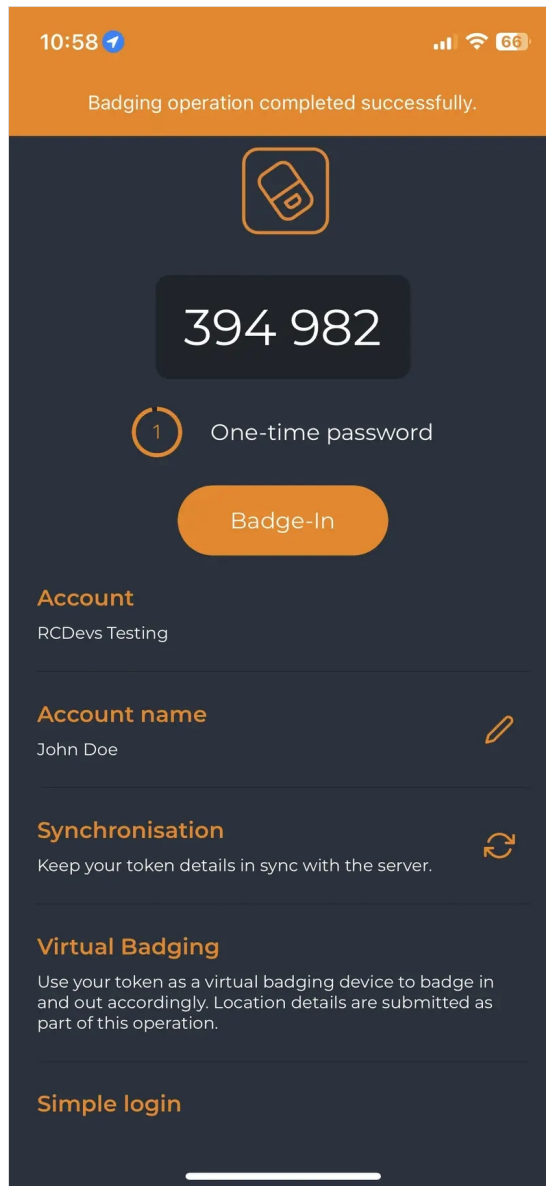 10:58
66
Badging operation completed successfully.
394 982
1
One-time password
Badge-In
Account
RCDevs Testing
Account name
John Doe
Synchronisation
Keep your token details in sync with the server.
Virtual Badging
Use your token as a virtual badging device to badge in
and out accordingly. Location details are submitted as
part of this operation.
Simple login